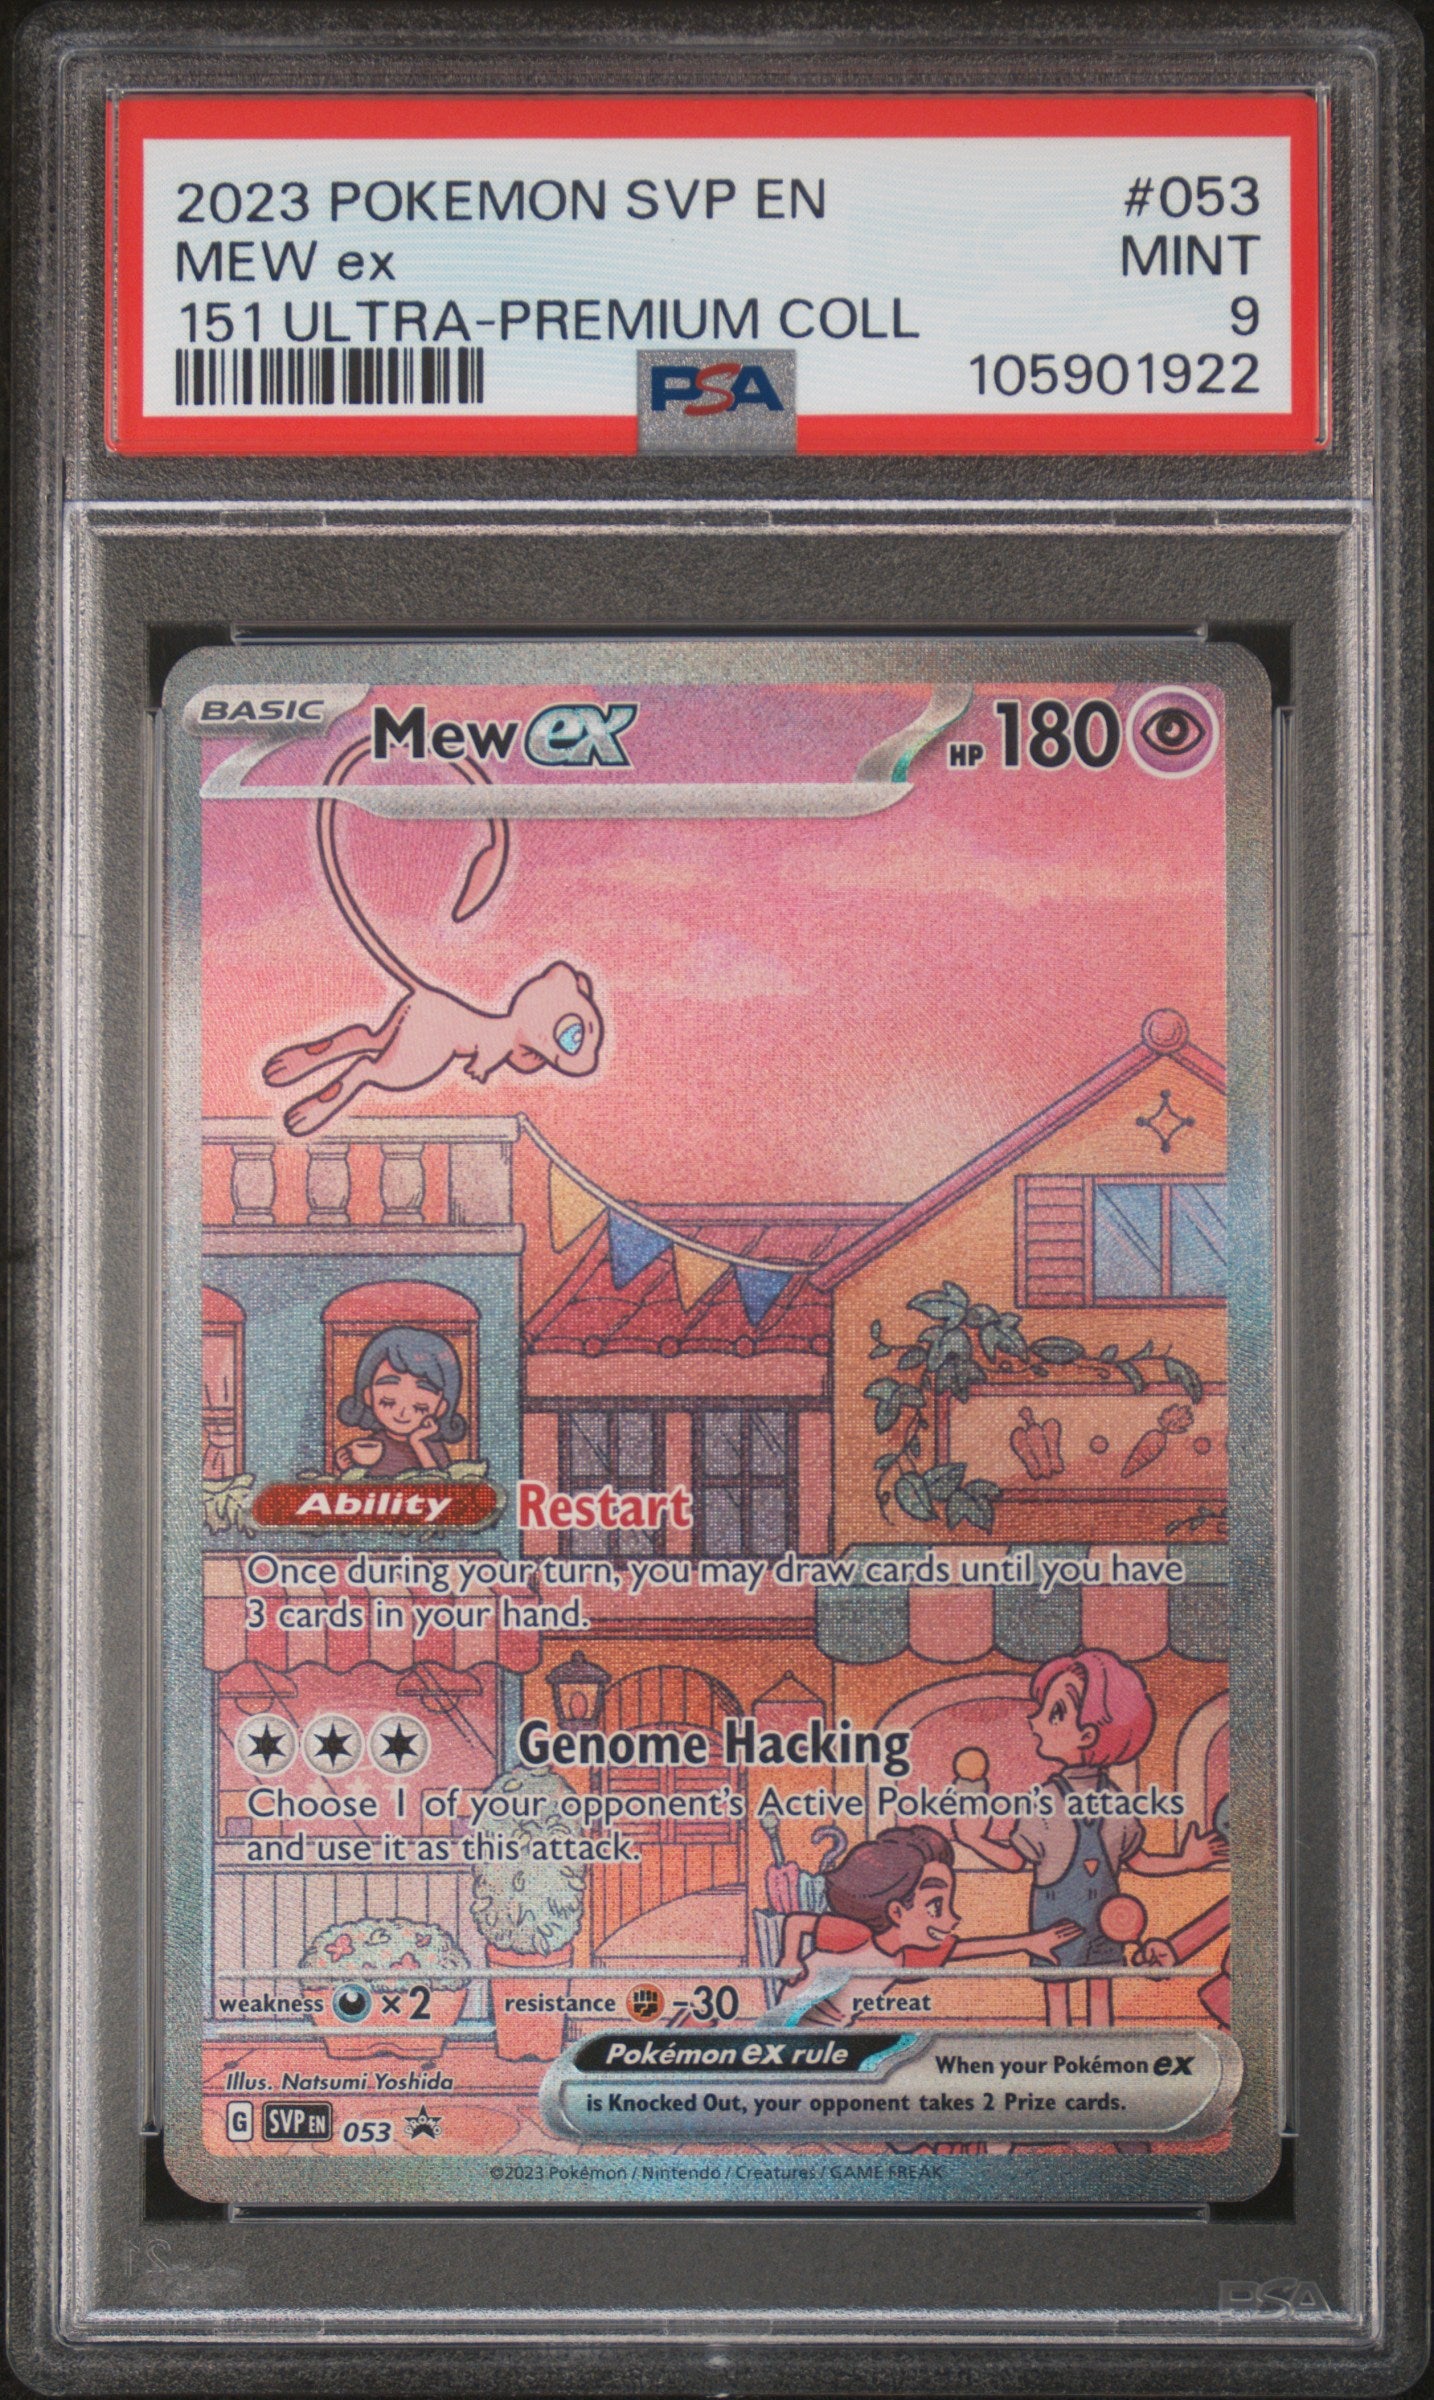 2023 POKEMON SVP EN #053
MEW ex MINT
151 ULTRA-PREMIUM COLL 9
PSA 105901922
BASIC Mew ex HP 180
Ability Restart
Once during your turn, you may draw cards until you have
3 cards in your hand.
Genome Hacking
Choose 1 of your opponent's Active Pokémon's attacks
and use it as this attack.
weakness ×2 resistance -30 retreat
Pokémon ex rule When your Pokémon ex
is Knocked Out, your opponent takes 2 Prize cards.
Illus. Natsumi Yoshida
G SVP EN 053
©2023 Pokémon / Nintendo / Creatures / GAME FREAK
PSA